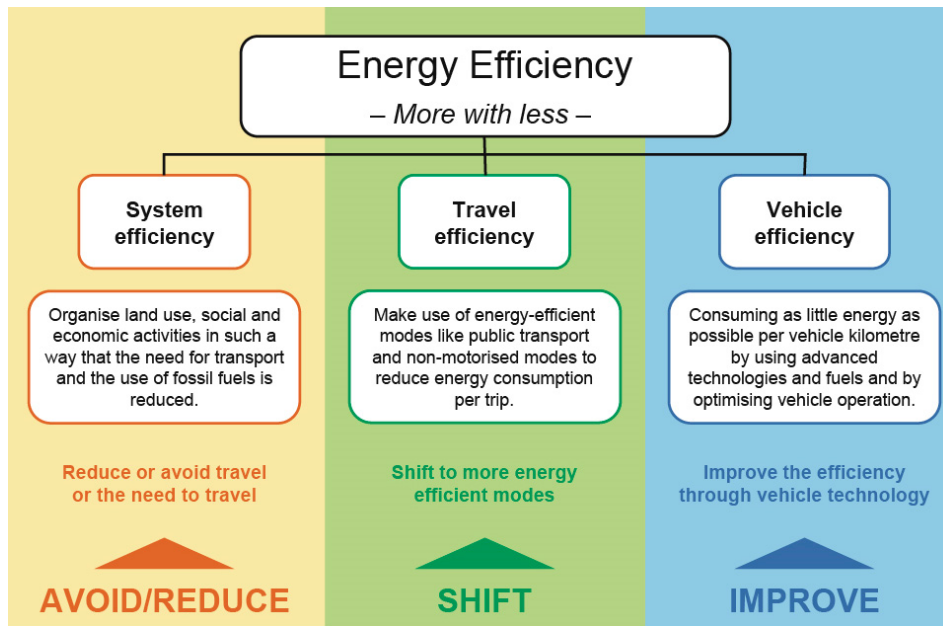 Energy Efficiency
– More with less –
System
efficiency
Organise land use, social and
economic activities in such a
way that the need for transport
and the use of fossil fuels is
reduced.
Reduce or avoid travel
or the need to travel
AVOID/REDUCE
Travel
efficiency
Make use of energy-efficient
modes like public transport
and non-motorised modes to
reduce energy consumption
per trip.
Shift to more energy
efficient modes
SHIFT
Vehicle
efficiency
Consuming as little energy as
possible per vehicle kilometre
by using advanced
technologies and fuels and by
optimising vehicle operation.
Improve the efficiency
through vehicle technology
IMPROVE